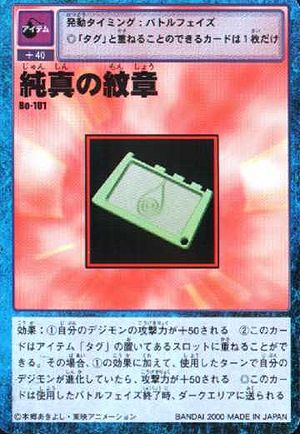 アイテム
+40
発動タイミング：バトルフェイズ
◎「タグ」と重ねることのできるカードは1枚だけ
じゅんしん もんしょう
純真の紋章
Bo-101
効果：①自分のデジモンの攻撃力が+50される ②このカ
ードはアイテム「タグ」の置いてあるスロットに重ねることがで
きる。その場合、①の効果に加えて、使用したターンで自分の
デジモンが進化していたら、攻撃力が+50される ◎このカー
ドは使用したバトルフェイズ終了時、ダークエリアに送られる
©本郷あきよし・東映アニメーション
BANDAI 2000 MADE IN JAPAN